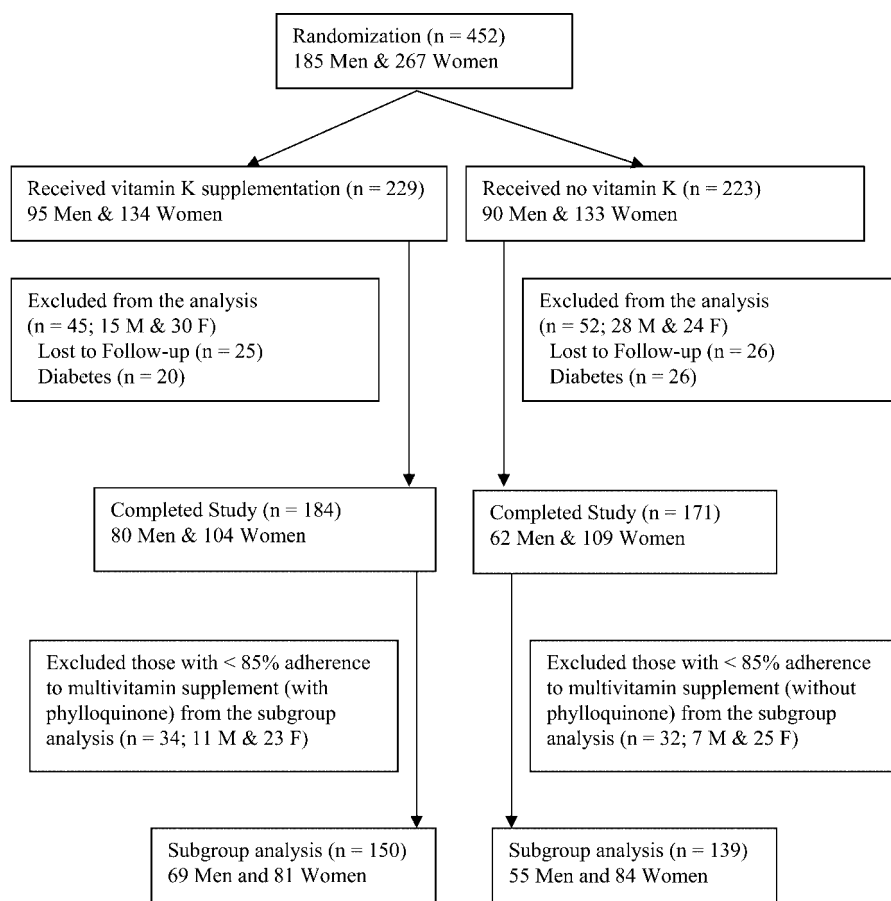 Randomization (n = 452)
185 Men & 267 Women
Received vitamin K supplementation (n = 229)
95 Men & 134 Women
Received no vitamin K (n = 223)
90 Men & 133 Women
Excluded from the analysis
(n = 45; 15 M & 30 F)
Lost to Follow-up (n = 25)
Diabetes (n = 20)
Excluded from the analysis
(n = 52; 28 M & 24 F)
Lost to Follow-up (n = 26)
Diabetes (n = 26)
Completed Study (n = 184)
80 Men & 104 Women
Completed Study (n = 171)
62 Men & 109 Women
Excluded those with < 85% adherence
to multivitamin supplement (with
phylloquinone) from the subgroup
analysis (n = 34; 11 M & 23 F)
Excluded those with < 85% adherence
to multivitamin supplement (without
phylloquinone) from the subgroup
analysis (n = 32; 7 M & 25 F)
Subgroup analysis (n = 150)
69 Men and 81 Women
Subgroup analysis (n = 139)
55 Men and 84 Women